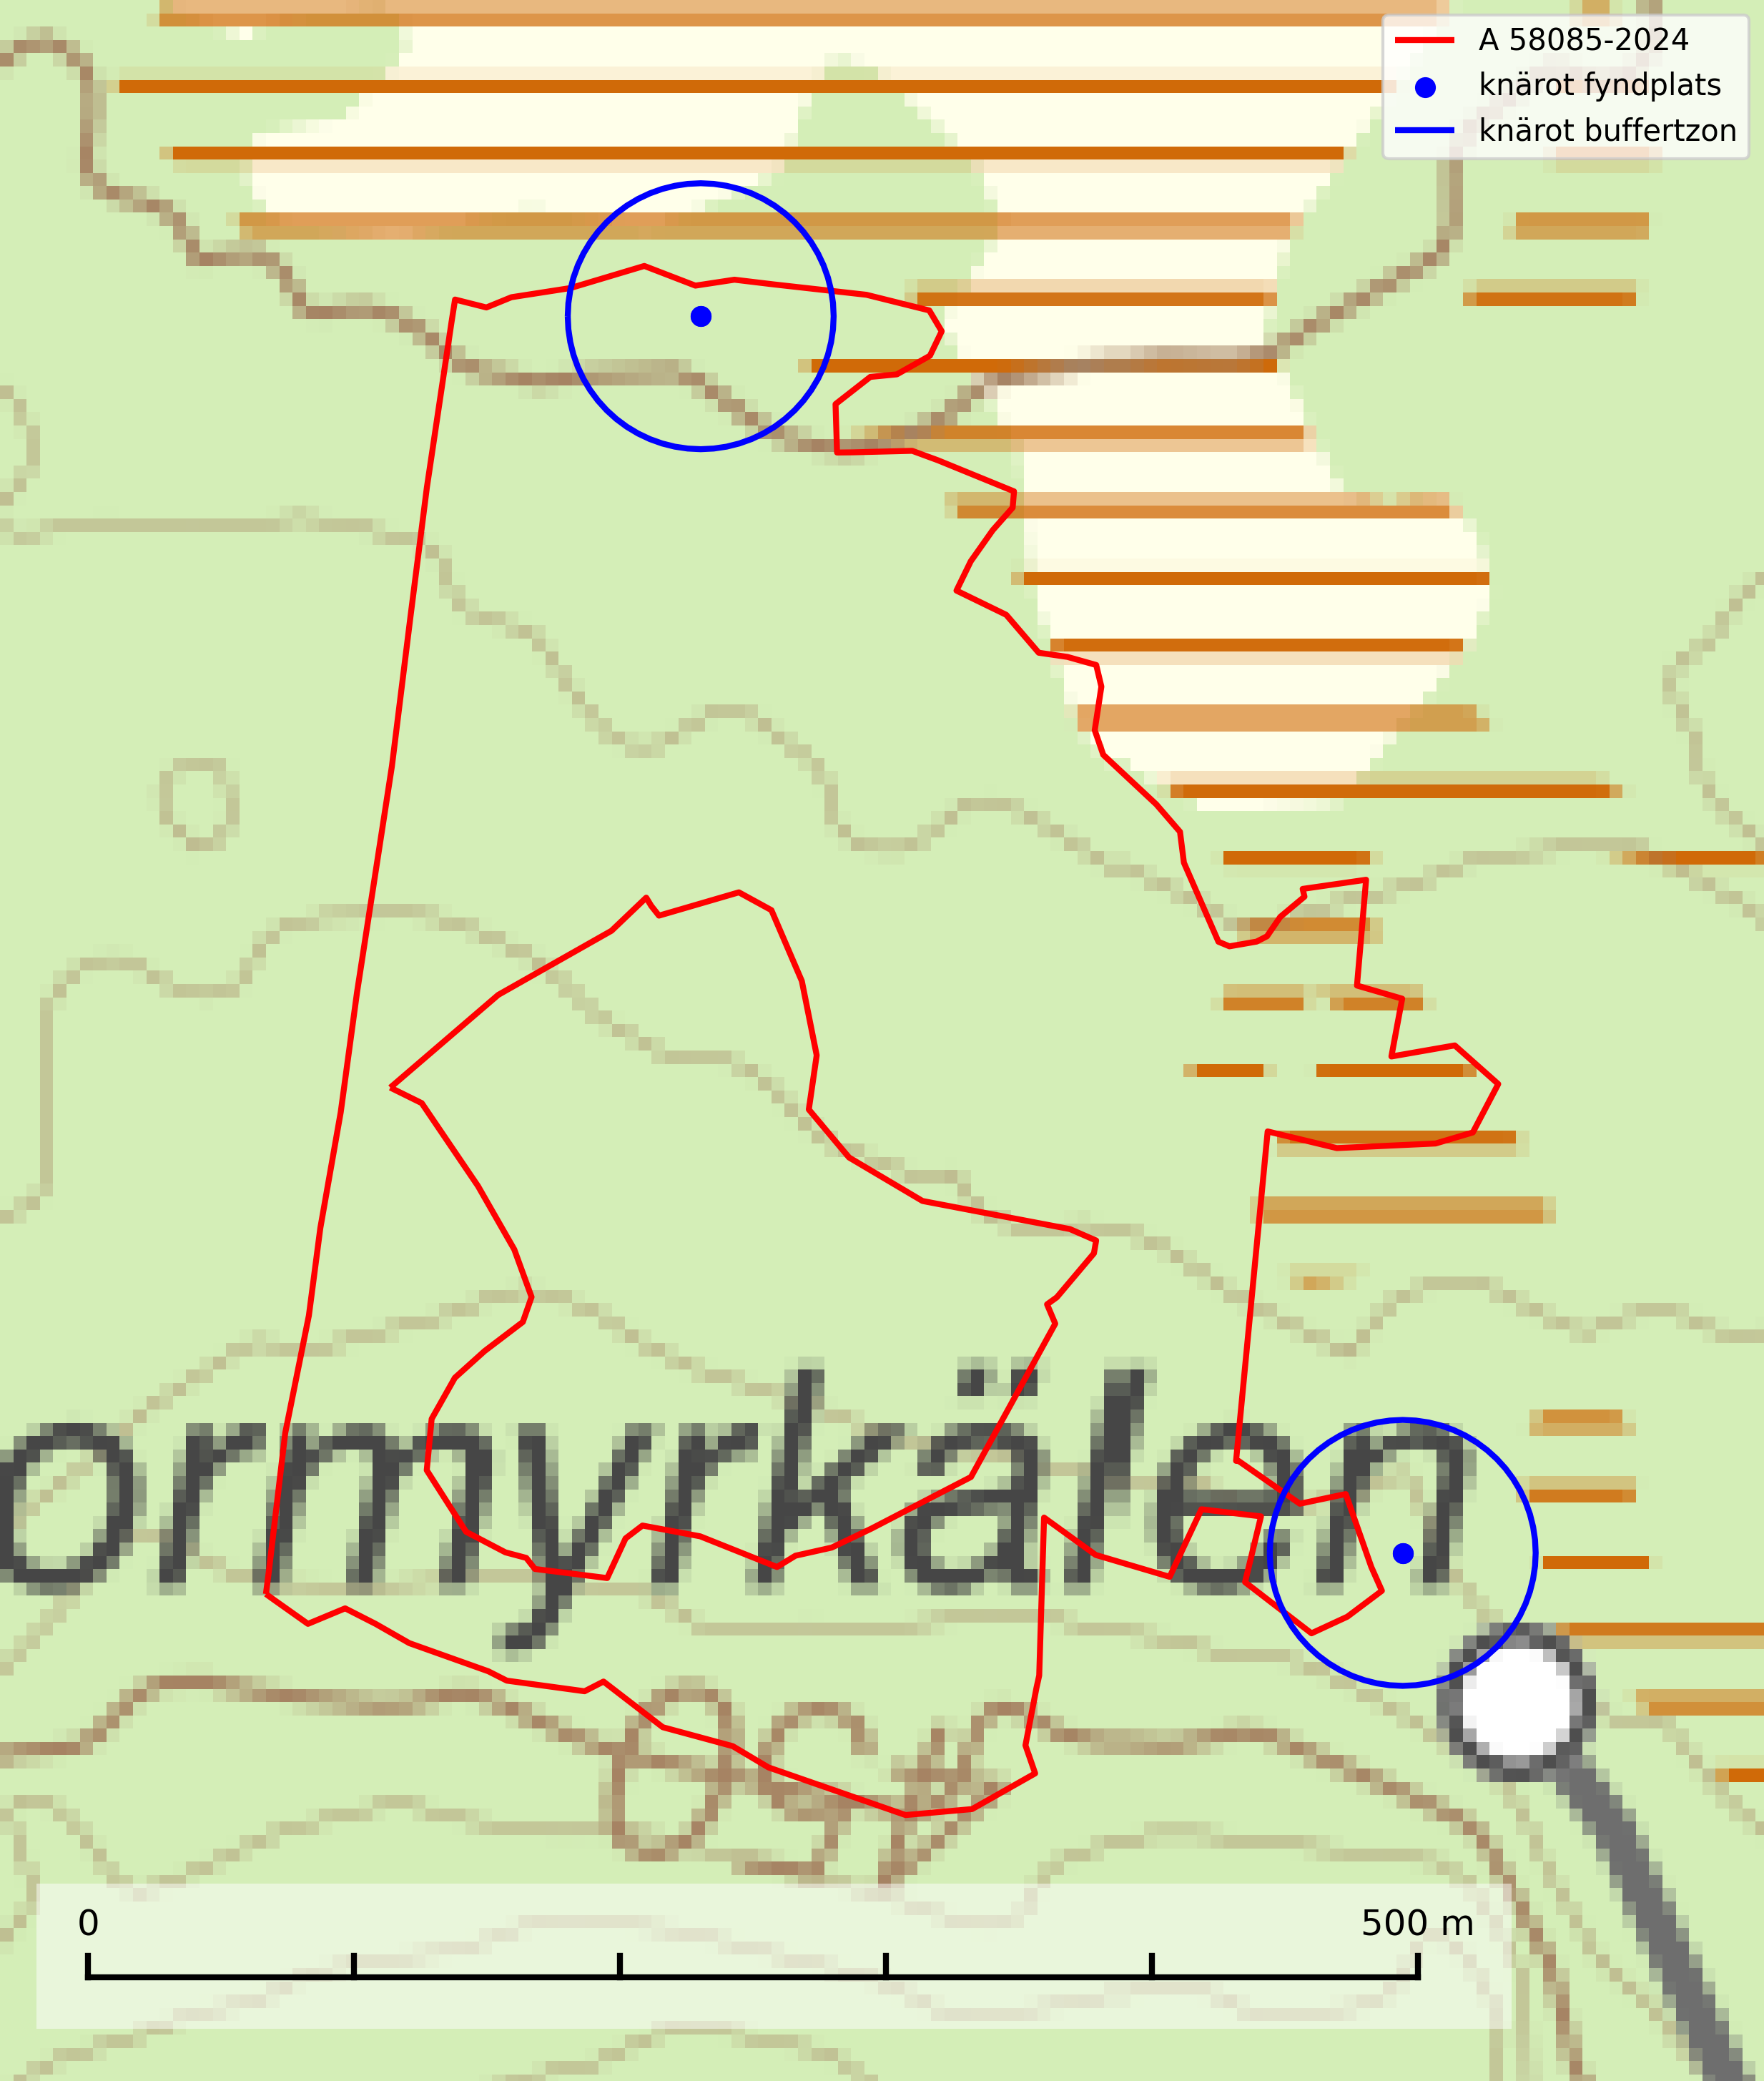 A 58085-2024
knärot fyndplats
knärot buffertzon
ormyrkälen
0
500 m